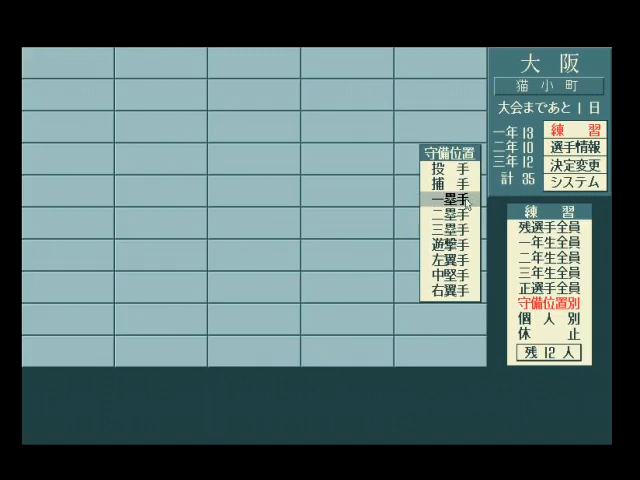 大 阪
猫 小 町
大会まであと 1 日
一年 13
二年 10
三年 12
計 35
練 習
選手情報
決定変更
システム
守備位置
投 手
捕 手
一塁手
二塁手
三塁手
遊撃手
左翼手
中堅手
右翼手
練 習
残選手全員
一年生全員
二年生全員
三年生全員
正選手全員
守備位置別
個 人 別
休 止
残 12 人